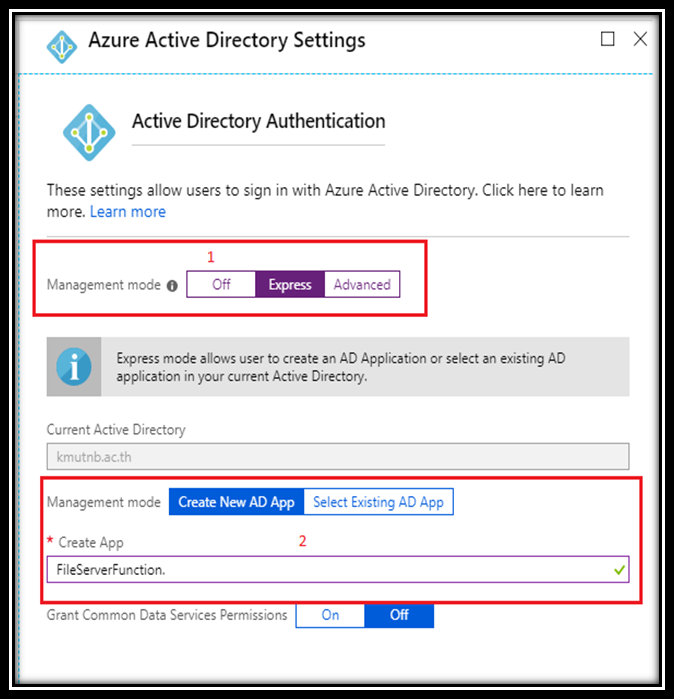 Azure Active Directory Settings
Active Directory Authentication
These settings allow users to sign in with Azure Active Directory. Click here to learn
more. Learn more
1
Management mode Off Express Advanced
Express mode allows user to create an AD Application or select an existing AD
application in your current Active Directory.
Current Active Directory
kmutnb.ac.th
Management mode Create New AD App Select Existing AD App
* Create App 2
FileServerFunction.
Grant Common Data Services Permissions On Off